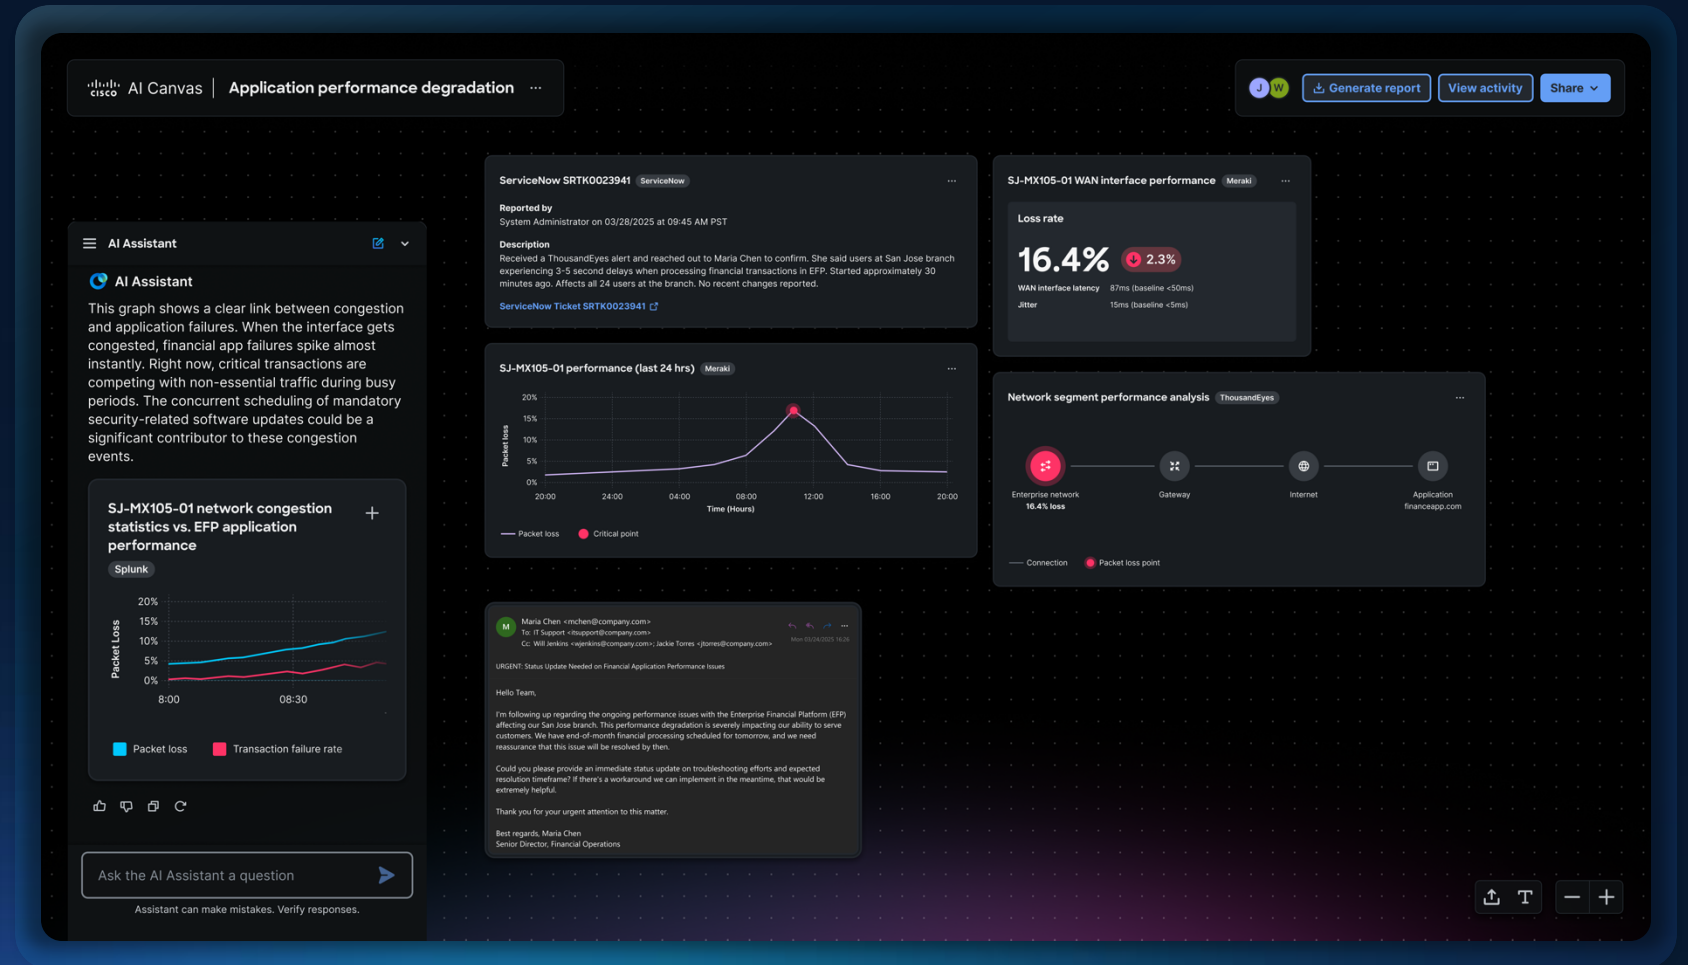 CISCO AI Canvas | Application performance degradation ...
J W Generate report View activity Share
AI Assistant
AI Assistant
This graph shows a clear link between congestion
and application failures. When the interface gets
congested, financial app failures spike almost
instantly. Right now, critical transactions are
competing with non-essential traffic during busy
periods. The concurrent scheduling of mandatory
security-related software updates could be a
significant contributor to these congestion
events.
SJ-MX105-01 network congestion
statistics vs. EFP application
performance
Splunk
Packet Loss
20%
15%
10%
5%
0%
8:00 08:30
Packet loss Transaction failure rate
Ask the AI Assistant a question
Assistant can make mistakes. Verify responses.
ServiceNow SRTK0023941 ServiceNow ...
Reported by
System Administrator on 03/28/2025 at 09:45 AM PST
Description
Received a ThousandEyes alert and reached out to Maria Chen to confirm. She said users at San Jose branch
experiencing 3-5 second delays when processing financial transactions in EFP. Started approximately 30
minutes ago. Affects all 24 users at the branch. No recent changes reported.
ServiceNow Ticket SRTK0023941
SJ-MX105-01 performance (last 24 hrs) Meraki ...
Packet loss
20%
15%
10%
5%
0%
20:00 24:00 04:00 08:00 12:00 16:00 20:00
Time (Hours)
Packet loss Critical point
M
Maria Chen <mchen@company.com>
To: IT Support <itsupport@company.com>
Cc: Will Jenkins <wjenkins@company.com>; Jackie Torres <jtorres@company.com>
Mon 03/24/2025 16:26
URGENT: Status Update Needed on Financial Application Performance Issues
Hello Team,
I'm following up regarding the ongoing performance issues with the Enterprise Financial Platform (EFP)
affecting our San Jose branch. This performance degradation is severely impacting our ability to serve
customers. We have end-of-month financial processing scheduled for tomorrow, and we need
reassurance that this issue will be resolved by then.
Could you please provide an immediate status update on troubleshooting efforts and expected
resolution timeframe? If there's a workaround we can implement in the meantime, that would be
extremely helpful.
Thank you for your urgent attention to this matter.
Best regards, Maria Chen
Senior Director, Financial Operations
SJ-MX105-01 WAN interface performance Meraki ...
Loss rate
16.4% 2.3%
WAN interface latency 87ms (baseline <50ms)
Jitter 15ms (baseline <5ms)
Network segment performance analysis ThousandEyes ...
Enterprise network Gateway Internet Application
16.4% loss financeapp.com
Connection Packet loss point
T